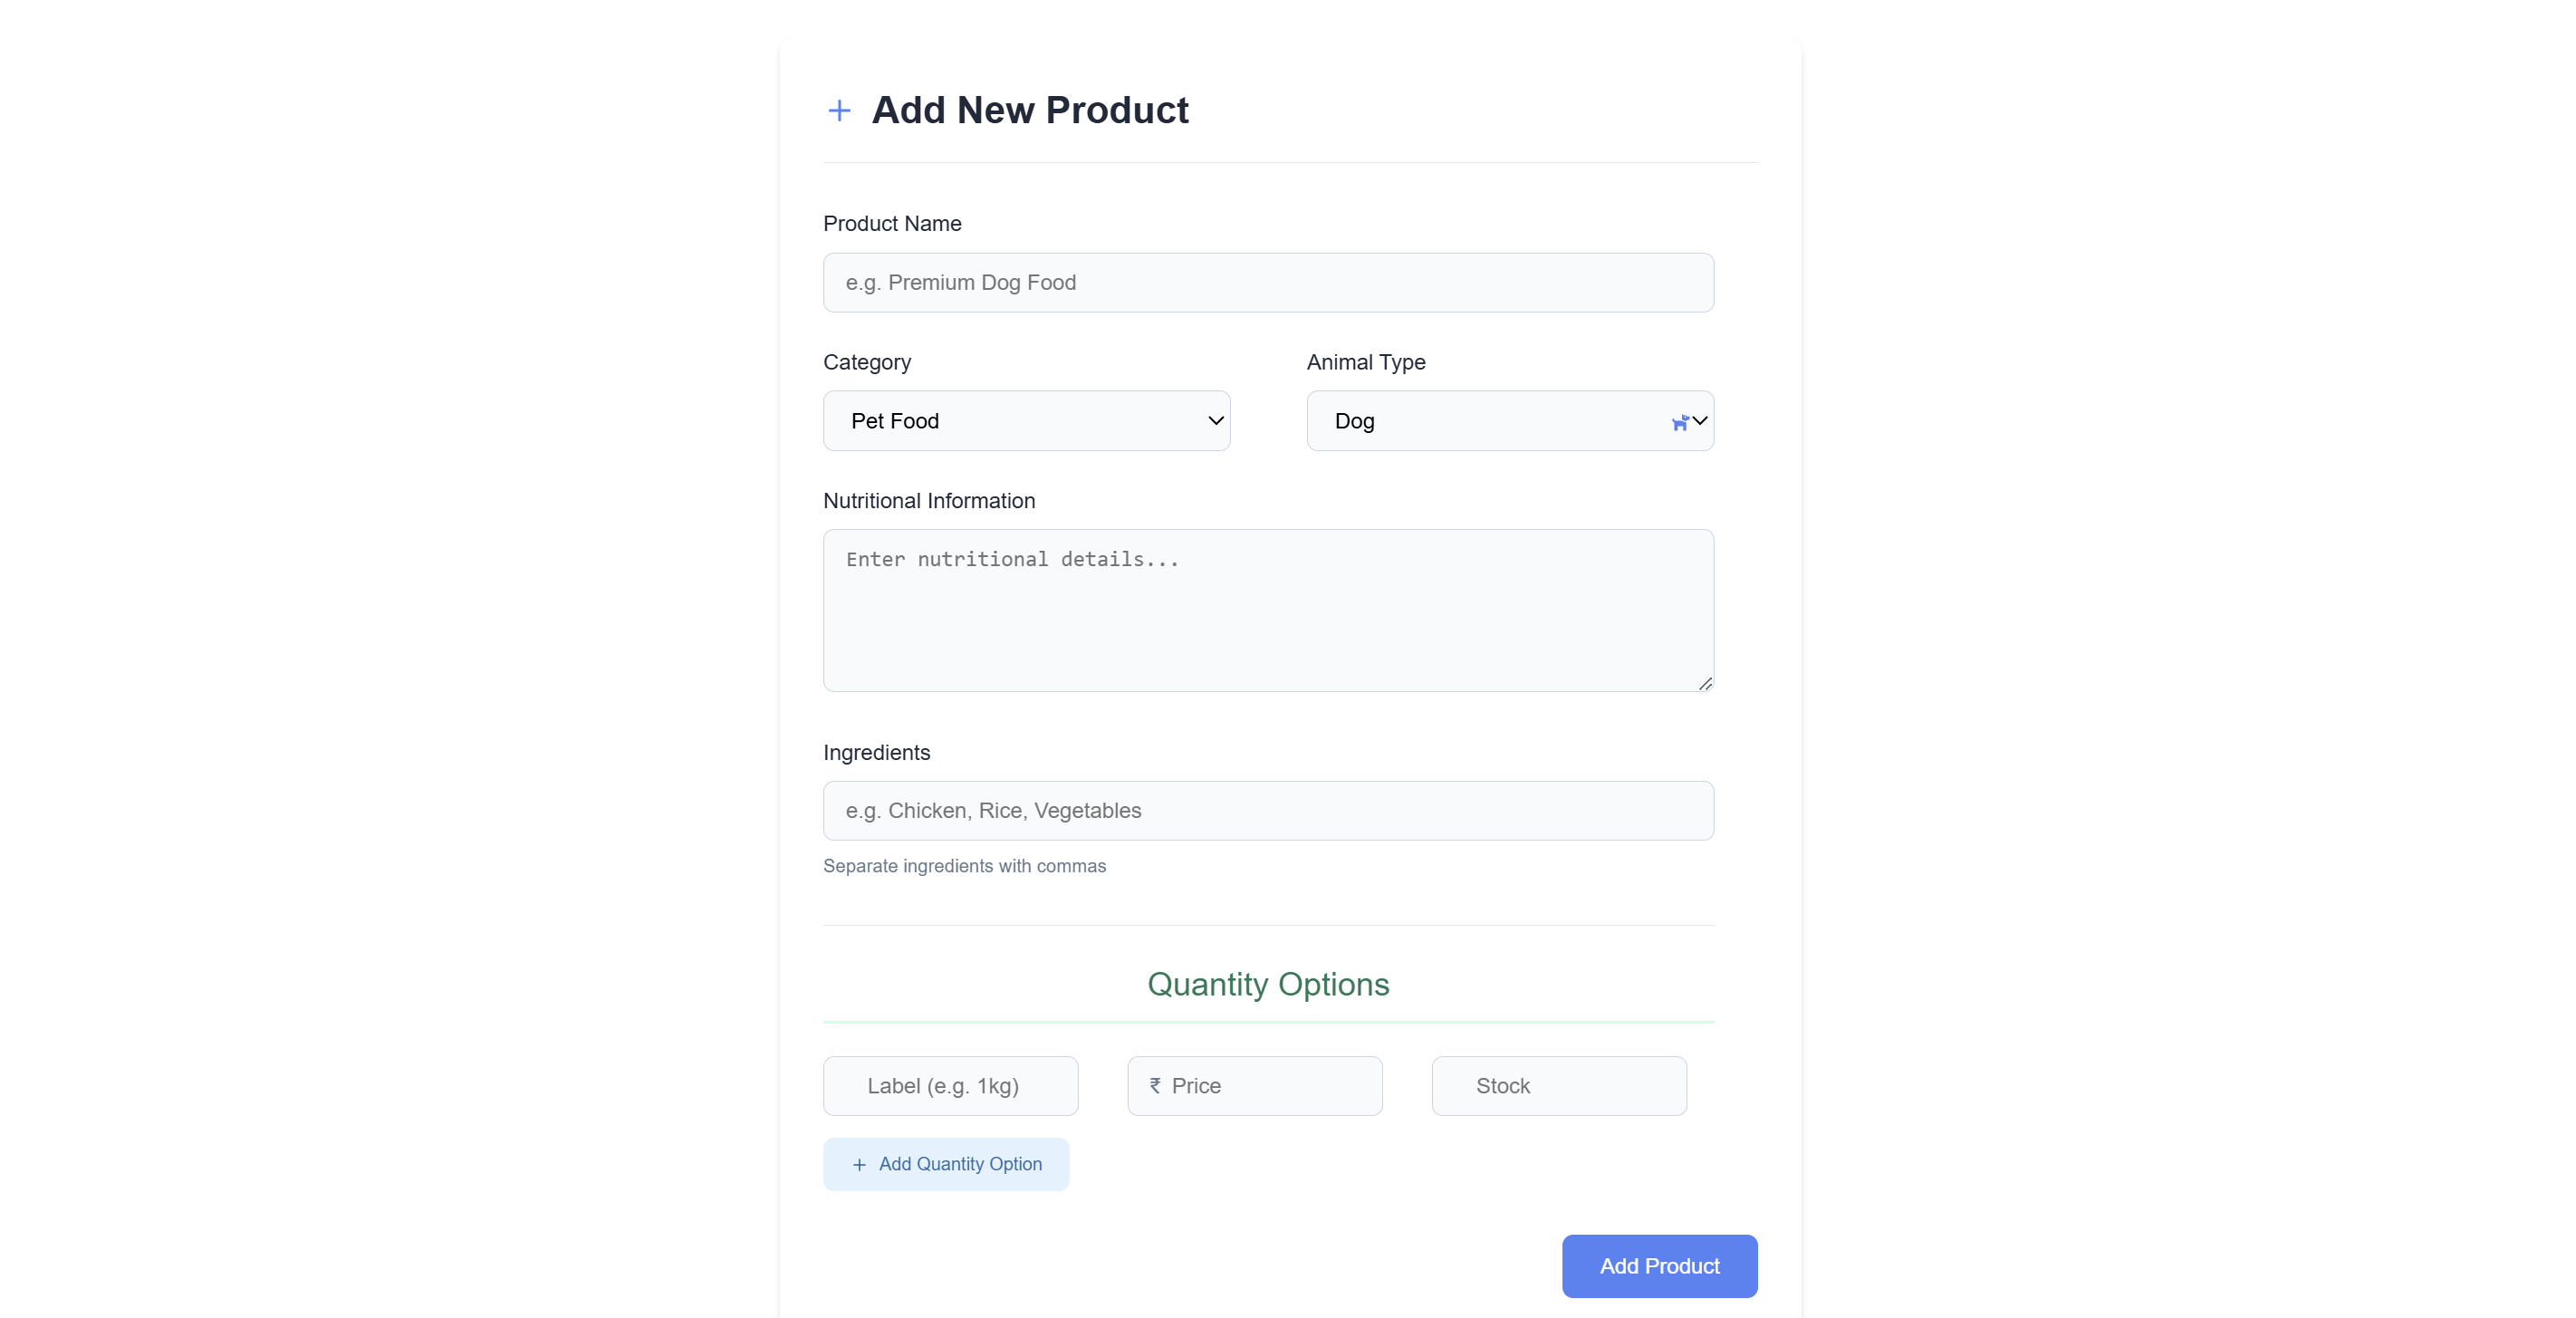 + Add New Product
Product Name
e.g. Premium Dog Food
Category
Animal Type
Pet Food
Dog
Nutritional Information
Enter nutritional details...
Ingredients
e.g. Chicken, Rice, Vegetables
Separate ingredients with commas
Quantity Options
Label (e.g. 1kg)
₹ Price
Stock
+ Add Quantity Option
Add Product